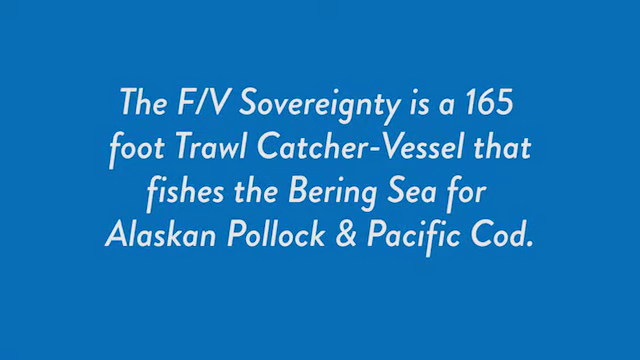 The F/V Sovereignty is a 165
foot Trawl Catcher-Vessel that
fishes the Bering Sea for
Alaskan Pollock & Pacific Cod.